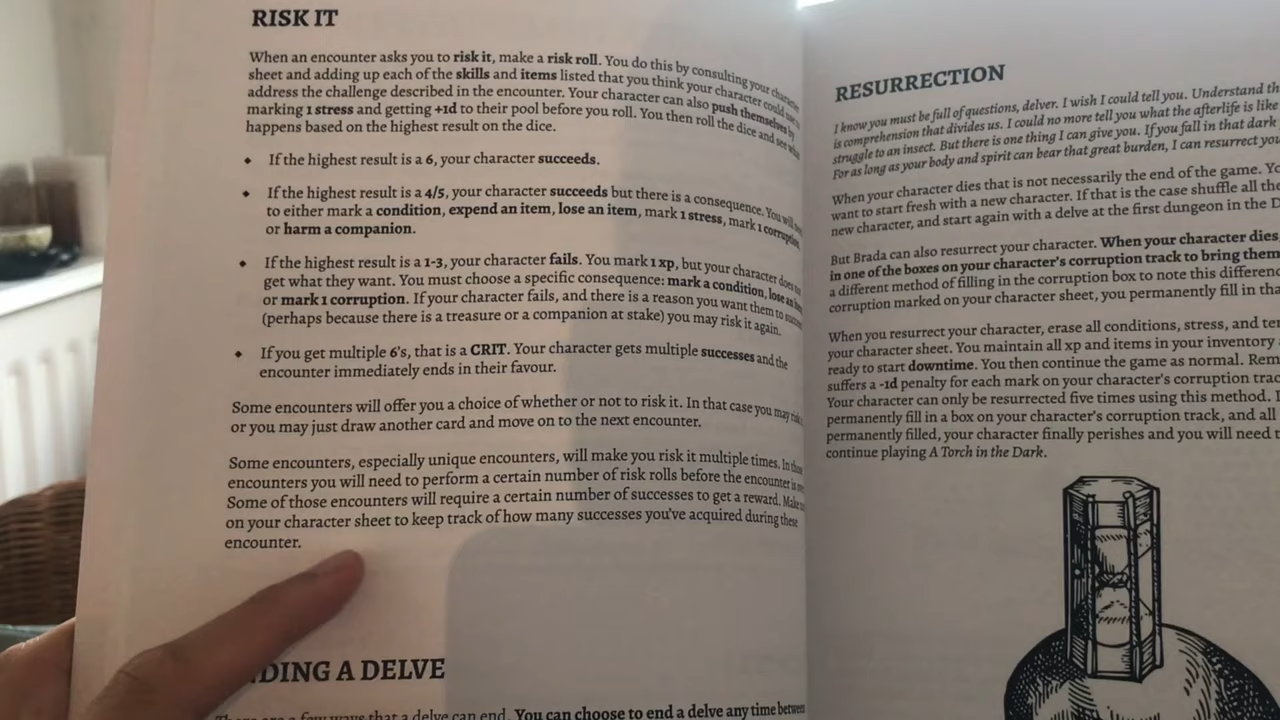 RISK IT
When an encounter asks you to risk it, make a risk roll. You do this by consulting your character
sheet and adding up each of the skills and items listed that you think your character could use to
address the challenge described in the encounter. Your character can also push themselves by
marking 1 stress and getting +1d to their pool before you roll. You then roll the dice and see what
happens based on the highest result on the dice.
◆ If the highest result is a 6, your character succeeds.
◆ If the highest result is a 4/5, your character succeeds but there is a consequence. You will
to either mark a condition, expend an item, lose an item, mark 1 stress, mark 1 corruption,
or harm a companion.
◆ If the highest result is a 1-3, your character fails. You mark 1 xp, but your character does not
get what they want. You must choose a specific consequence: mark a condition, lose an
or mark 1 corruption. If your character fails, and there is a reason you want them to succeed
(perhaps because there is a treasure or a companion at stake) you may risk it again.
◆ If you get multiple 6's, that is a CRIT. Your character gets multiple successes and the
encounter immediately ends in their favour.
Some encounters will offer you a choice of whether or not to risk it. In that case you may
or you may just draw another card and move on to the next encounter.
Some encounters, especially unique encounters, will make you risk it multiple times. In those
encounters you will need to perform a certain number of risk rolls before the encounter is
Some of those encounters will require a certain number of successes to get a reward. Make
on your character sheet to keep track of how many successes you've acquired during these
encounter.
DING A DELVE
There are a few ways that a delve can end. You can choose to end a delve any time between
RESURRECTION
I know you must be full of questions, delver. I wish I could tell you. Understand
is comprehension that divides us. I could no more tell you what the afterlife is like
struggle to an insect. But there is one thing I can give you. If you fall in that dark
For as long as your body and spirit can bear that great burden, I can resurrect you
When your character dies that is not necessarily the end of the game.
want to start fresh with a new character. If that is the case shuffle all the
new character, and start again with a delve at the first dungeon in the
But Brada can also resurrect your character. When your character dies
in one of the boxes on your character's corruption track to bring them
a different method of filling in the corruption box to note this difference
corruption marked on your character sheet, you permanently fill in
When you resurrect your character, erase all conditions, stress, and
your character sheet. You maintain all xp and items in your inventory
ready to start downtime. You then continue the game as normal.
suffers a -1d penalty for each mark on your character's corruption
Your character can only be resurrected five times using this method.
permanently fill in a box on your character's corruption track, and all
permanently filled, your character finally perishes and you will need
continue playing A Torch in the Dark.